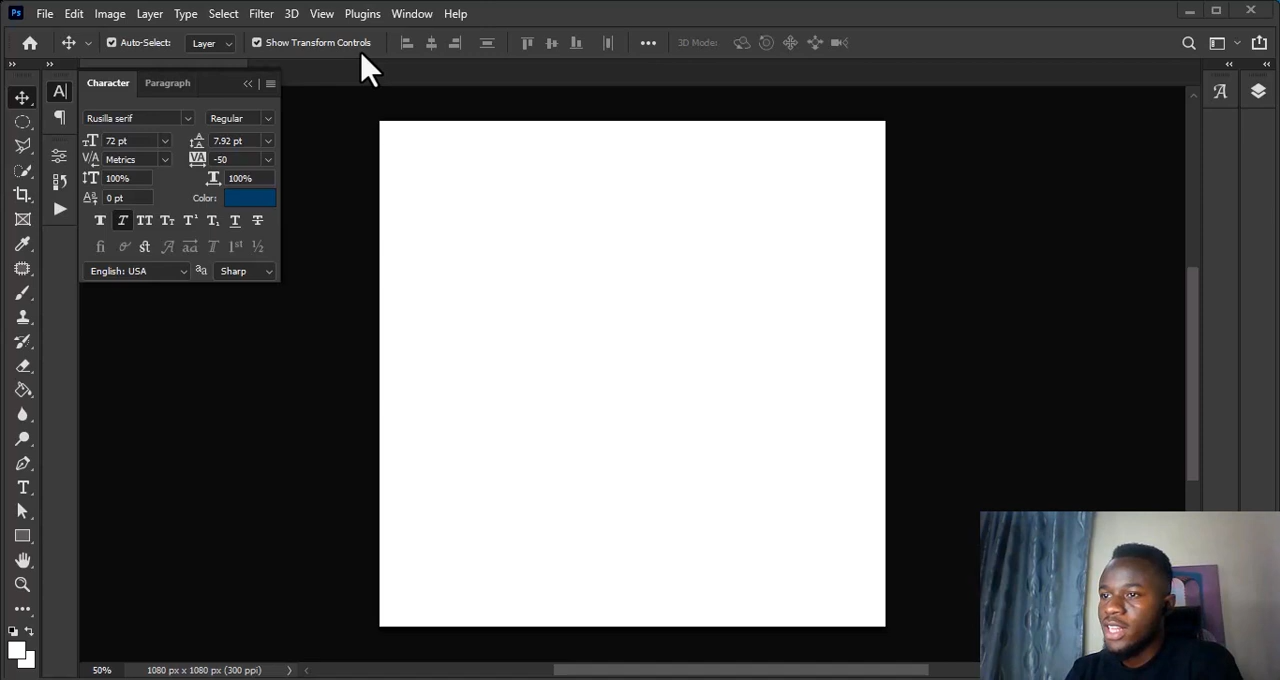 Ps File Edit Image Layer Type Select Filter 3D View Plugins Window Help
Auto-Select: Layer Show Transform Controls 3D Mode:
Character Paragraph
Rusilla serif Regular
72 pt 7.92 pt
Metrics -50
100% 100%
0 pt Color:
English: USA Sharp
50% 1080 px x 1080 px (300 ppi)